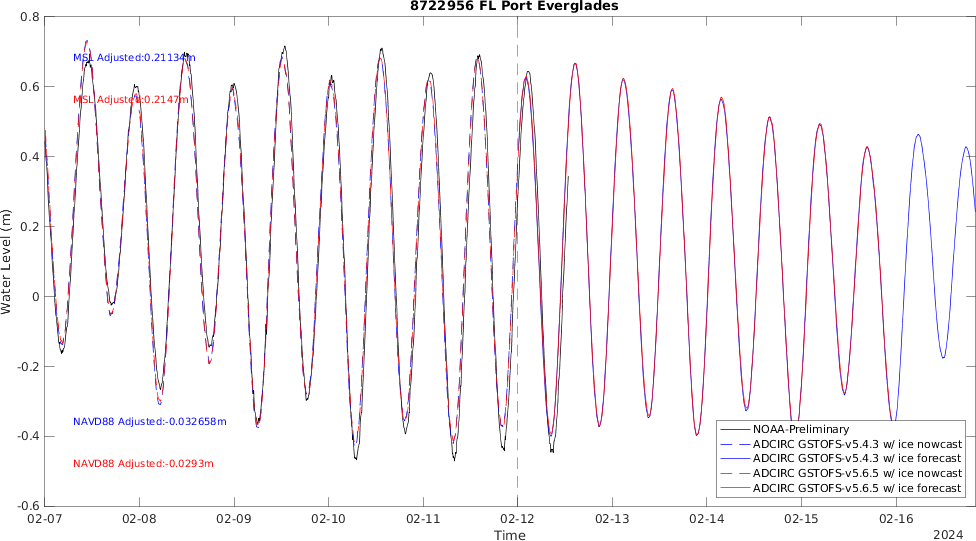 8722956 FL Port Everglades
0.8
0.6
0.4
0.2
0
-0.2
-0.4
-0.6
Water Level (m)
MSL Adjusted:0.21134m
MSL Adjusted:0.2147m
NAVD88 Adjusted:-0.032658m
NAVD88 Adjusted:-0.0293m
NOAA-Preliminary
ADCIRC GSTOFS-v5.4.3 w/ ice nowcast
ADCIRC GSTOFS-v5.4.3 w/ ice forecast
ADCIRC GSTOFS-v5.6.5 w/ ice nowcast
ADCIRC GSTOFS-v5.6.5 w/ ice forecast
02-07 02-08 02-09 02-10 02-11 02-12 02-13 02-14 02-15 02-16
Time
2024